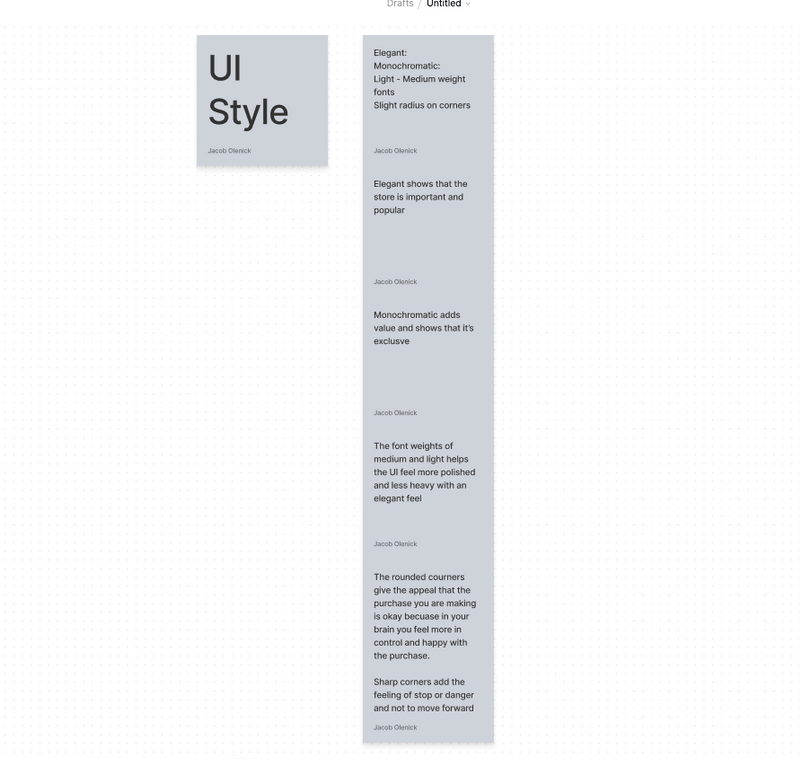 Drafts / Untitled
UI
Style
Jacob Olenick
Elegant:
Monochromatic:
Light - Medium weight
fonts
Slight radius on corners
Jacob Olenick
Elegant shows that the
store is important and
popular
Jacob Olenick
Monochromatic adds
value and shows that it's
exclusve
Jacob Olenick
The font weights of
medium and light helps
the UI feel more polished
and less heavy with an
elegant feel
Jacob Olenick
The rounded courners
give the appeal that the
purchase you are making
is okay becuase in your
brain you feel more in
control and happy with
the purchase.
Sharp corners add the
feeling of stop or danger
and not to move forward
Jacob Olenick